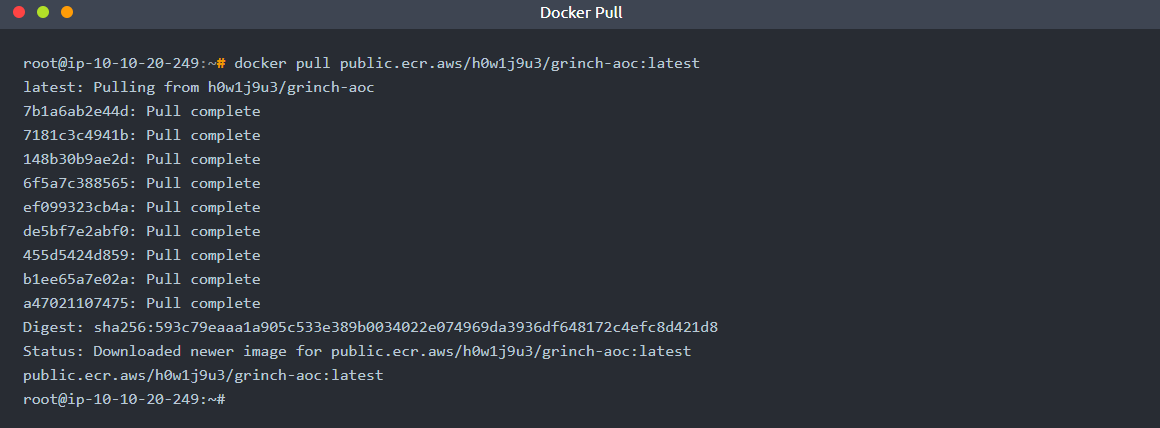 Docker Pull
root@ip-10-10-20-249:~# docker pull public.ecr.aws/h0w1j9u3/grinch-aoc:latest
latest: Pulling from h0w1j9u3/grinch-aoc
7b1a6ab2e44d: Pull complete
7181c3c4941b: Pull complete
148b30b9ae2d: Pull complete
6f5a7c388565: Pull complete
ef099323cb4a: Pull complete
de5bf7e2abf0: Pull complete
455d5424d859: Pull complete
b1ee65a7e02a: Pull complete
a47021107475: Pull complete
Digest: sha256:593c79eaaa1a905c533e389b0034022e074969da3936df648172c4efc8d421d8
Status: Downloaded newer image for public.ecr.aws/h0w1j9u3/grinch-aoc:latest
public.ecr.aws/h0w1j9u3/grinch-aoc:latest
root@ip-10-10-20-249:~#